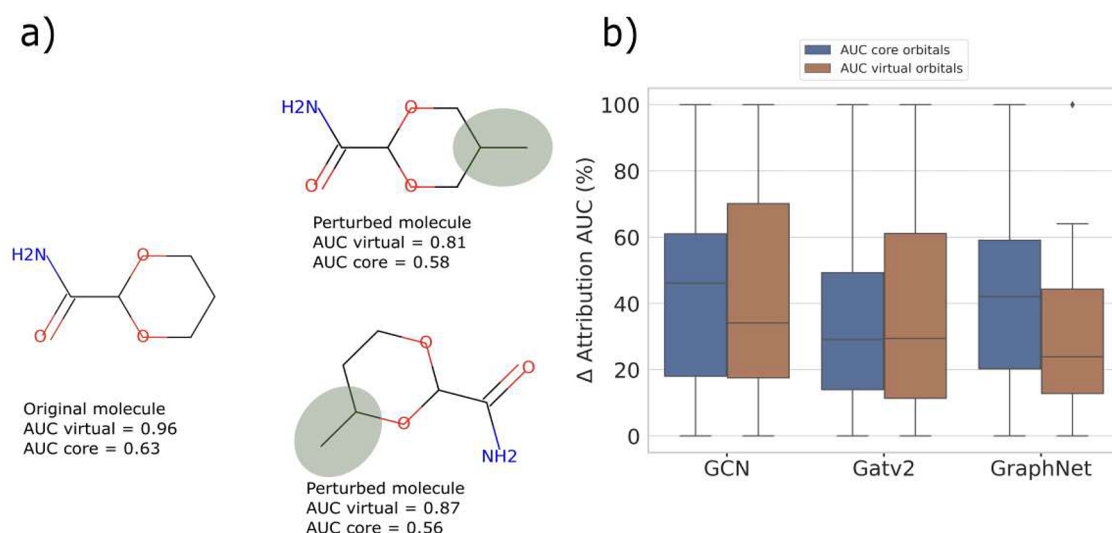 a)
H2N
O
O
O
Original molecule
AUC virtual = 0.96
AUC core = 0.63
H2N
O
O
O
Perturbed molecule
AUC virtual = 0.81
AUC core = 0.58
O
O
O
NH2
Perturbed molecule
AUC virtual = 0.87
AUC core = 0.56
b)
AUC core orbitals
AUC virtual orbitals
Δ Attribution AUC (%)
100
80
60
40
20
0
GCN
Gatv2
GraphNet